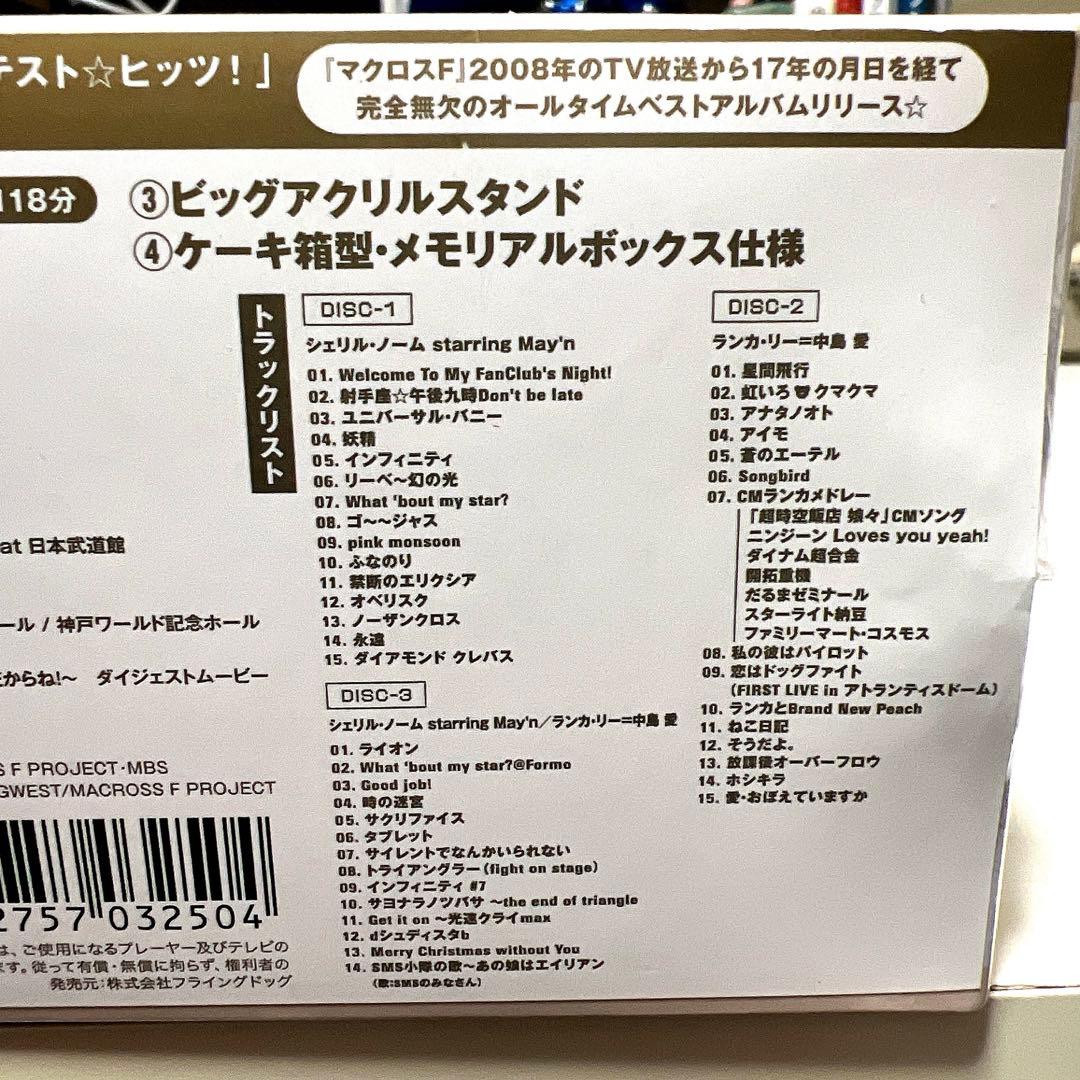 テスト☆ヒッツ!」
『マクロスF』2008年のTV放送から17年の月日を経て
完全無欠のオールタイムベストアルバムリリース☆
18分
③ビッグアクリルスタンド
④ケーキ箱型・メモリアルボックス仕様
トラックリスト
DISC-1
シェリル・ノーム starring May'n
01. Welcome To My FanClub's Night!
02. 射手座☆午後九時Don't be late
03. ユニバーサル・バニー
04. 妖精
05. インフィニティ
06. リーベ〜幻の光
07. What 'bout my star?
08. ゴ〜〜ジャス
09. pink monsoon
10. ふなのり
11. 禁断のエリクシア
12. オベリスク
13. ノーザンクロス
14. 永遠
15. ダイアモンド クレバス
DISC-2
ランカ・リー=中島 愛
01. 星間飛行
02. 虹いろクマクマ
03. アナタノオト
04. アイモ
05. 蒼のエーテル
06. Songbird
07. CMランカメドレー
「超時空飯店 娘々」CMソング
ニンジーン Loves you yeah!
ダイナム超合金
開拓重機
だるまゼミナール
スターライト納豆
ファミリーマート・コスモス
08. 私の彼はパイロット
09. 恋はドッグファイト
(FIRST LIVE in アトランティスドーム)
10. ランカとBrand New Peach
11. ねこ日記
12. そうだよ。
13. 放課後オーバーフロウ
14. ホシキラ
15. 愛・おぼえていますか
DISC-3
シェリル・ノーム starring May'n/ランカ・リー=中島 愛
01. ライオン
02. What 'bout my star?@Formo
03. Good job!
04. 時の迷宮
05. サクリファイス
06. タブレット
07. サイレントでなんかいられない
08. トライアングラー(fight on stage)
09. インフィニティ #7
10. サヨナラノツバサ 〜the end of triangle
11. Get it on 〜光速クライmax
12. dシュディスタb
13. Merry Christmas without You
14. SMS小隊の歌〜あの娘はエイリアン
(歌:SMSのみなさん)
at 日本武道館
ール / 神戸ワールド記念ホール
からね!〜 ダイジェストムービー
S F PROJECT・MBS
GWEST/MACROSS F PROJECT
2757 032504
は、ご使用になるプレーヤー及びテレビの
ます。従って有償・無償に拘らず、権利者の
発売元:株式会社フライングドッグ